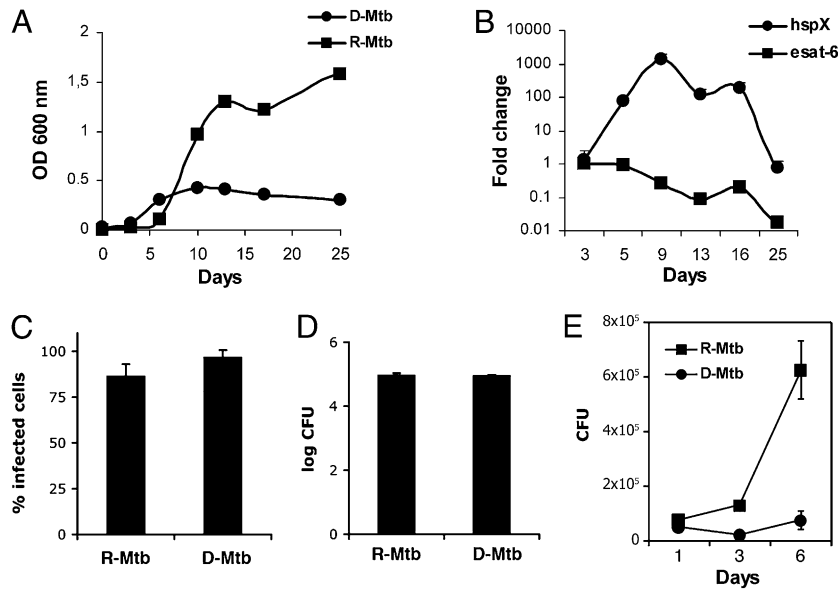 A
D-Mtb
R-Mtb
2
1,5
1
0.5
0
OD 600 nm
0 5 10 15 20 25
Days
B
hspX
esat-6
10000
1000
100
10
1
0.1
0.01
Fold change
3 5 9 13 16 25
Days
C
100
75
50
25
0
% infected cells
R-Mtb D-Mtb
D
6
4
2
0
log CFU
R-Mtb D-Mtb
E
R-Mtb
D-Mtb
8x10⁵
6x10⁵
4x10⁵
2x10⁵
0
CFU
1 3 6
Days